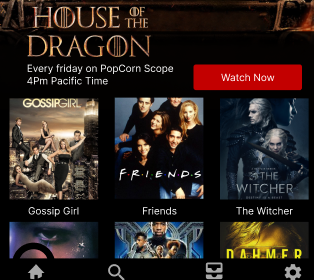 HOUSE OF THE
DRAGON
Every friday on PopCorn Scope
4Pm Pacific Time
Watch Now
GOSSIP GIRL
F·R·I·E·N·D·S
THE WITCHER
Gossip Girl
Friends
The Witcher
DAHMER